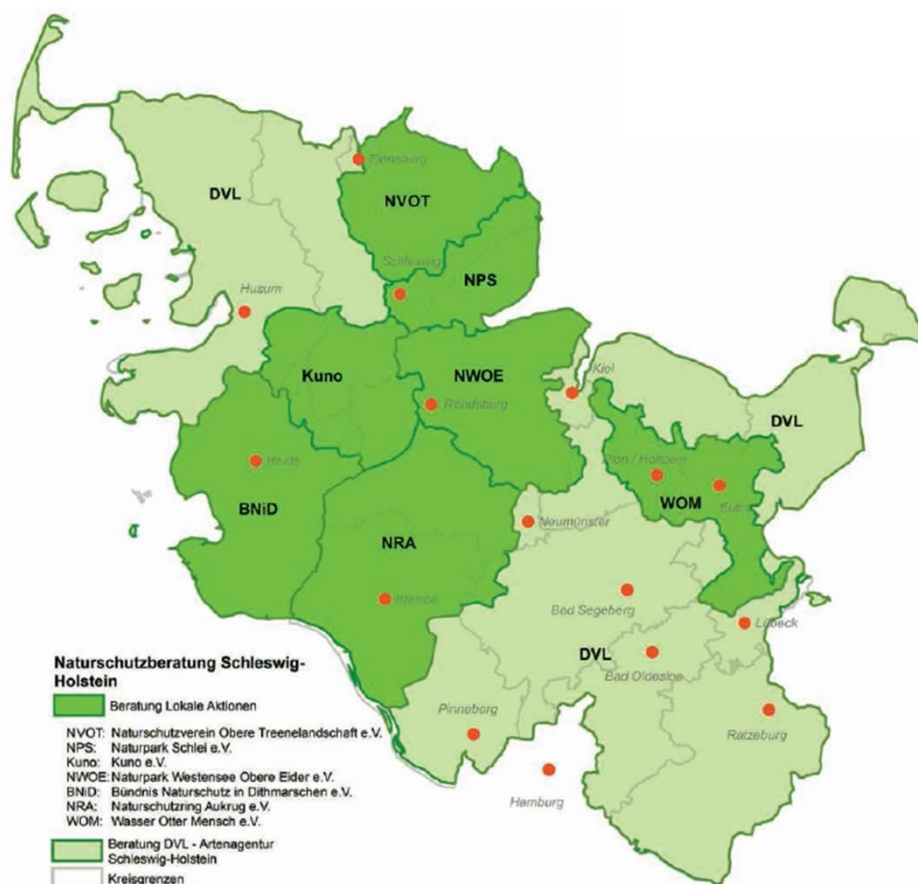 Flensburg
DVL
NVOT
Schleswig
NPS
Husum
Kuno
NWOE
Kiel
Rendsburg
DVL
Heide
Plön / Holstein
Eutin
WOM
BNiD
Neumünster
NRA
Itzehoe
Bad Segeberg
Lübeck
DVL
Bad Oldesloe
Pinneberg
Ratzeburg
Hamburg
Naturschutzberatung Schleswig-
Holstein
Beratung Lokale Aktionen
NVOT: Naturschutzverein Obere Treenelandschaft e.V.
NPS: Naturpark Schlei e.V.
Kuno: Kuno e.V.
NWOE: Naturpark Westensee Obere Eider e.V.
BNiD: Bündnis Naturschutz in Dithmarschen e.V.
NRA: Naturschutzring Aukrug e.V.
WOM: Wasser Otter Mensch e.V.
Beratung DVL - Artenagentur
Schleswig-Holstein
Kreisgrenzen